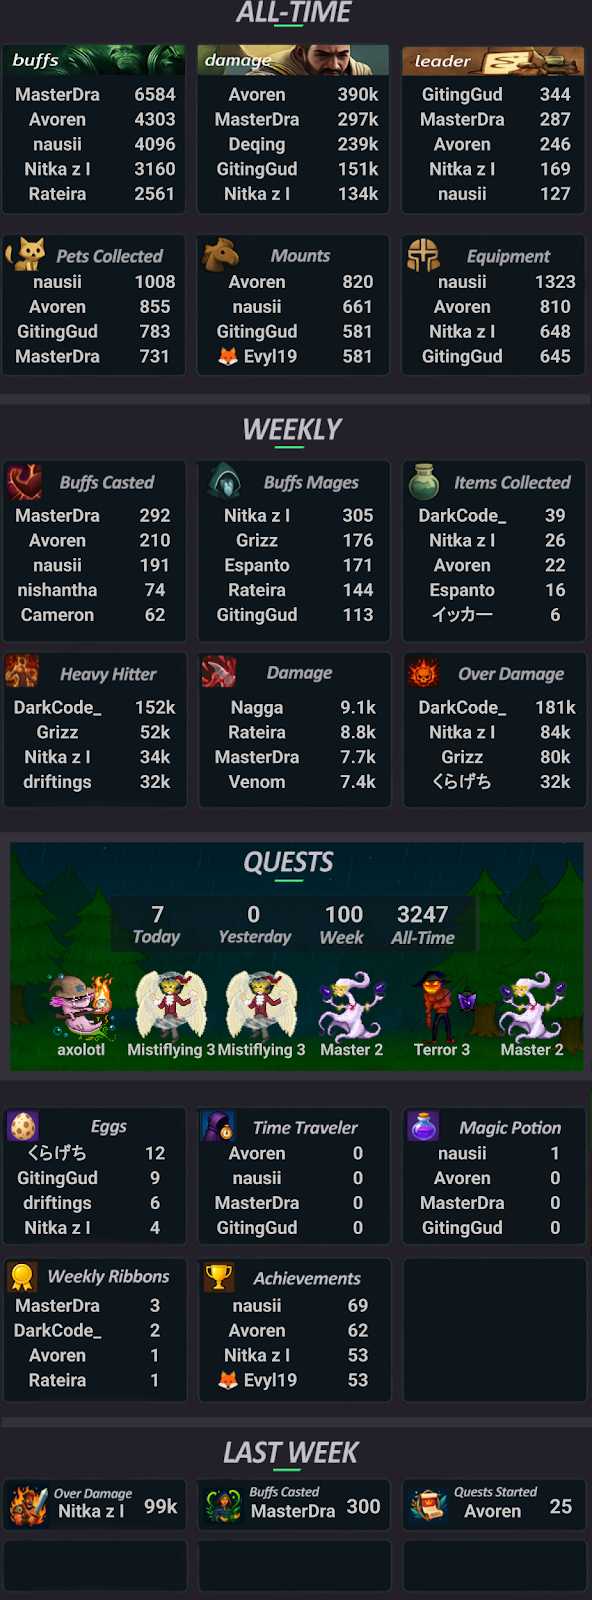 ALL-TIME
buffs
MasterDra 6584
Avoren 4303
nausii 4096
Nitka z I 3160
Rateira 2561
damage
Avoren 390k
MasterDra 297k
Deqing 239k
GitingGud 151k
Nitka z I 134k
leader
GitingGud 344
MasterDra 287
Avoren 246
Nitka z I 169
nausii 127
Pets Collected
nausii 1008
Avoren 855
GitingGud 783
MasterDra 731
Mounts
Avoren 820
nausii 661
GitingGud 581
🦊 Evyl19 581
Equipment
nausii 1323
Avoren 810
Nitka z I 648
GitingGud 645
WEEKLY
Buffs Casted
MasterDra 292
Avoren 210
nausii 191
nishantha 74
Cameron 62
Buffs Mages
Nitka z I 305
Grizz 176
Espanto 171
Rateira 144
GitingGud 113
Items Collected
DarkCode_ 39
Nitka z I 26
Avoren 22
Espanto 16
イッカー 6
Heavy Hitter
DarkCode_ 152k
Grizz 52k
Nitka z I 34k
driftings 32k
Damage
Nagga 9.1k
Rateira 8.8k
MasterDra 7.7k
Venom 7.4k
Over Damage
DarkCode_ 181k
Nitka z I 84k
Grizz 80k
くらげち 32k
QUESTS
7 0 100 3247
Today Yesterday Week All-Time
axolotl Mistiflying 3 Mistiflying 3 Master 2 Terror 3 Master 2
Eggs
くらげち 12
GitingGud 9
driftings 6
Nitka z I 4
Time Traveler
Avoren 0
nausii 0
MasterDra 0
GitingGud 0
Magic Potion
nausii 1
Avoren 0
MasterDra 0
GitingGud 0
Weekly Ribbons
MasterDra 3
DarkCode_ 2
Avoren 1
Rateira 1
Achievements
nausii 69
Avoren 62
Nitka z I 53
🦊 Evyl19 53
LAST WEEK
Over Damage
Nitka z I 99k
Buffs Casted
MasterDra 300
Quests Started
Avoren 25